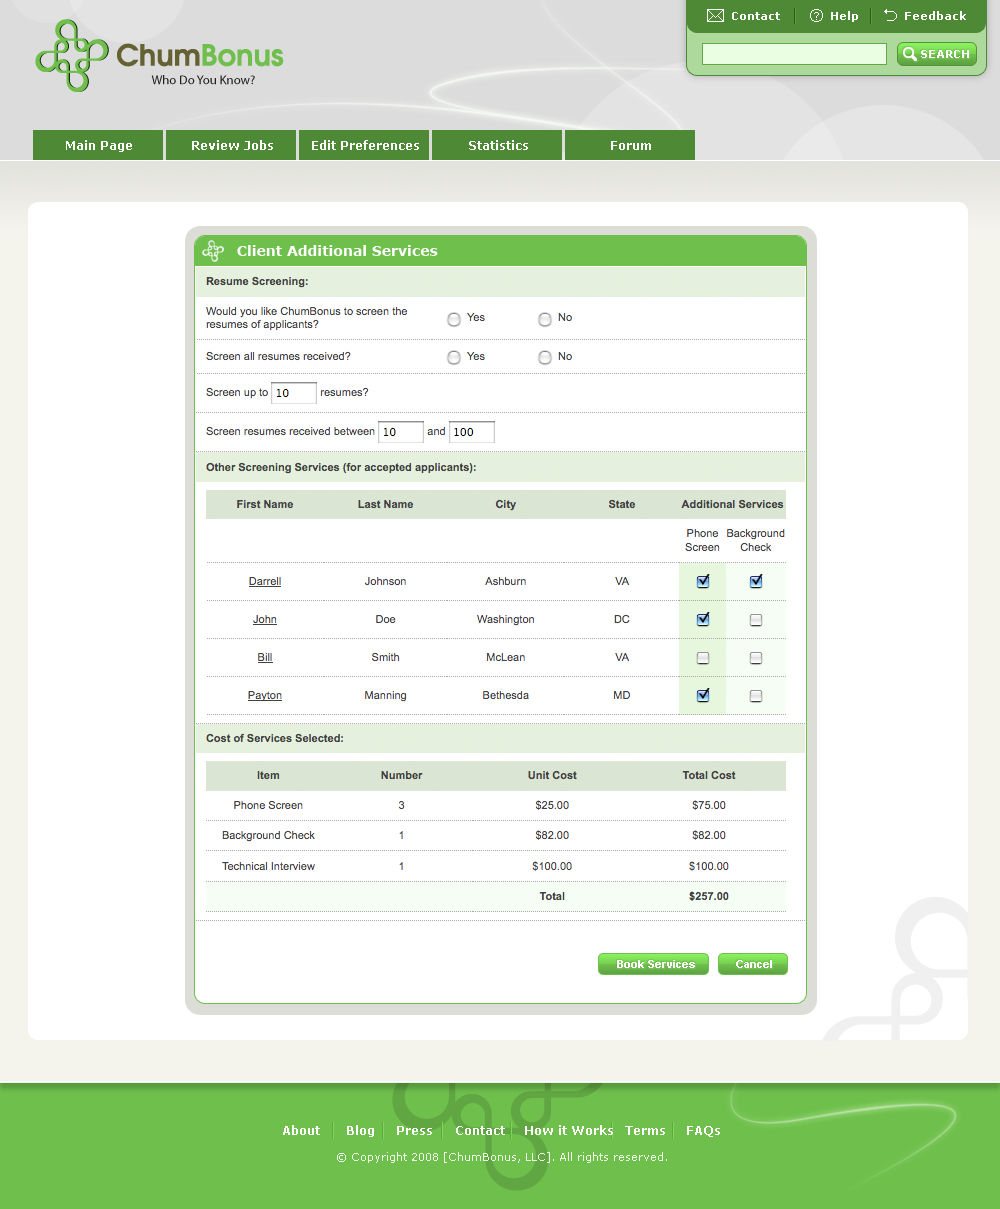 Contact Help Feedback
ChumBonus
Who Do You Know?
SEARCH
Main Page Review Jobs Edit Preferences Statistics Forum
Client Additional Services
Resume Screening:
Would you like ChumBonus to screen the
resumes of applicants?
Yes No
Screen all resumes received? Yes No
Screen up to 10 resumes?
Screen resumes received between 10 and 100
Other Screening Services (for accepted applicants):
First Name Last Name City State Additional Services
Phone Background
Screen Check
Darrell Johnson Ashburn VA
John Doe Washington DC
Bill Smith McLean VA
Payton Manning Bethesda MD
Cost of Services Selected:
Item Number Unit Cost Total Cost
Phone Screen 3 $25.00 $75.00
Background Check 1 $82.00 $82.00
Technical Interview 1 $100.00 $100.00
Total $257.00
Book Services Cancel
About Blog Press Contact How it Works Terms FAQs
© Copyright 2008 [ChumBonus, LLC]. All rights reserved.